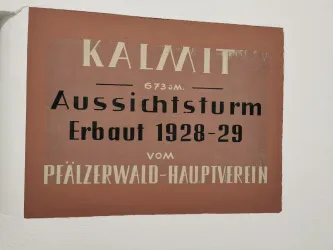 KALMIT
673 ü.M.
Aussichtsturm
Erbaut 1928-29
VOM
PFÄLZERWALD-HAUPTVEREIN